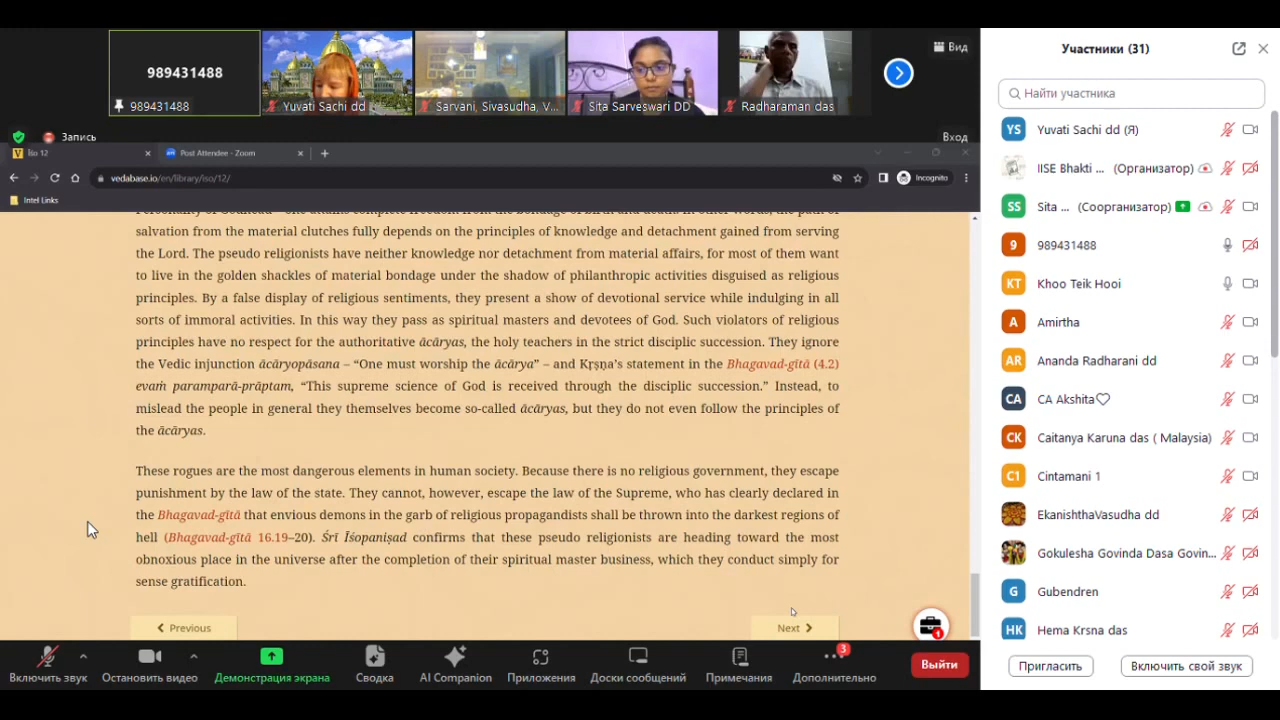 989431488
989431488
Yuvati Sachi dd
Sarvani, Sivasudha, V...
Sita Sarveswari DD
Radharaman das
Вид
Запись
Вход
Īśo 12
Post Attendee - Zoom
vedabase.io/en/library/iso/12/
Incognito
Intel Links
the Lord. The pseudo religionists have neither knowledge nor detachment from material affairs, for most of them want
to live in the golden shackles of material bondage under the shadow of philanthropic activities disguised as religious
principles. By a false display of religious sentiments, they present a show of devotional service while indulging in all
sorts of immoral activities. In this way they pass as spiritual masters and devotees of God. Such violators of religious
principles have no respect for the authoritative ācāryas, the holy teachers in the strict disciplic succession. They ignore
the Vedic injunction ācāryopāsana – “One must worship the ācārya” – and Kṛṣṇa’s statement in the Bhagavad-gītā (4.2)
evaṁ paramparā-prāptam, “This supreme science of God is received through the disciplic succession.” Instead, to
mislead the people in general they themselves become so-called ācāryas, but they do not even follow the principles of
the ācāryas.
salvation from the material clutches fully depends on the principles of knowledge and detachment gained from serving
These rogues are the most dangerous elements in human society. Because there is no religious government, they escape
punishment by the law of the state. They cannot, however, escape the law of the Supreme, who has clearly declared in
the Bhagavad-gītā that envious demons in the garb of religious propagandists shall be thrown into the darkest regions of
hell (Bhagavad-gītā 16.19–20). Śrī Īśopaniṣad confirms that these pseudo religionists are heading toward the most
obnoxious place in the universe after the completion of their spiritual master business, which they conduct simply for
sense gratification.
Previous
Next
1
Включить звук
Остановить видео
Демонстрация экрана
Сводка
AI Companion
Приложения
Доски сообщений
Примечания
3
Дополнительно
Выйти
Участники (31)
Найти участника
YS Yuvati Sachi dd (Я)
IISE Bhakti ... (Организатор)
SS Sita ... (Соорганизатор)
9 989431488
KT Khoo Teik Hooi
A Amirtha
AR Ananda Radharani dd
CA CA Akshita♡
CK Caitanya Karuna das ( Malaysia)
C1 Cintamani 1
EkanishthaVasudha dd
Gokulesha Govinda Dasa Govin...
G Gubendren
HK Hema Krsna das
Пригласить
Включить свой звук